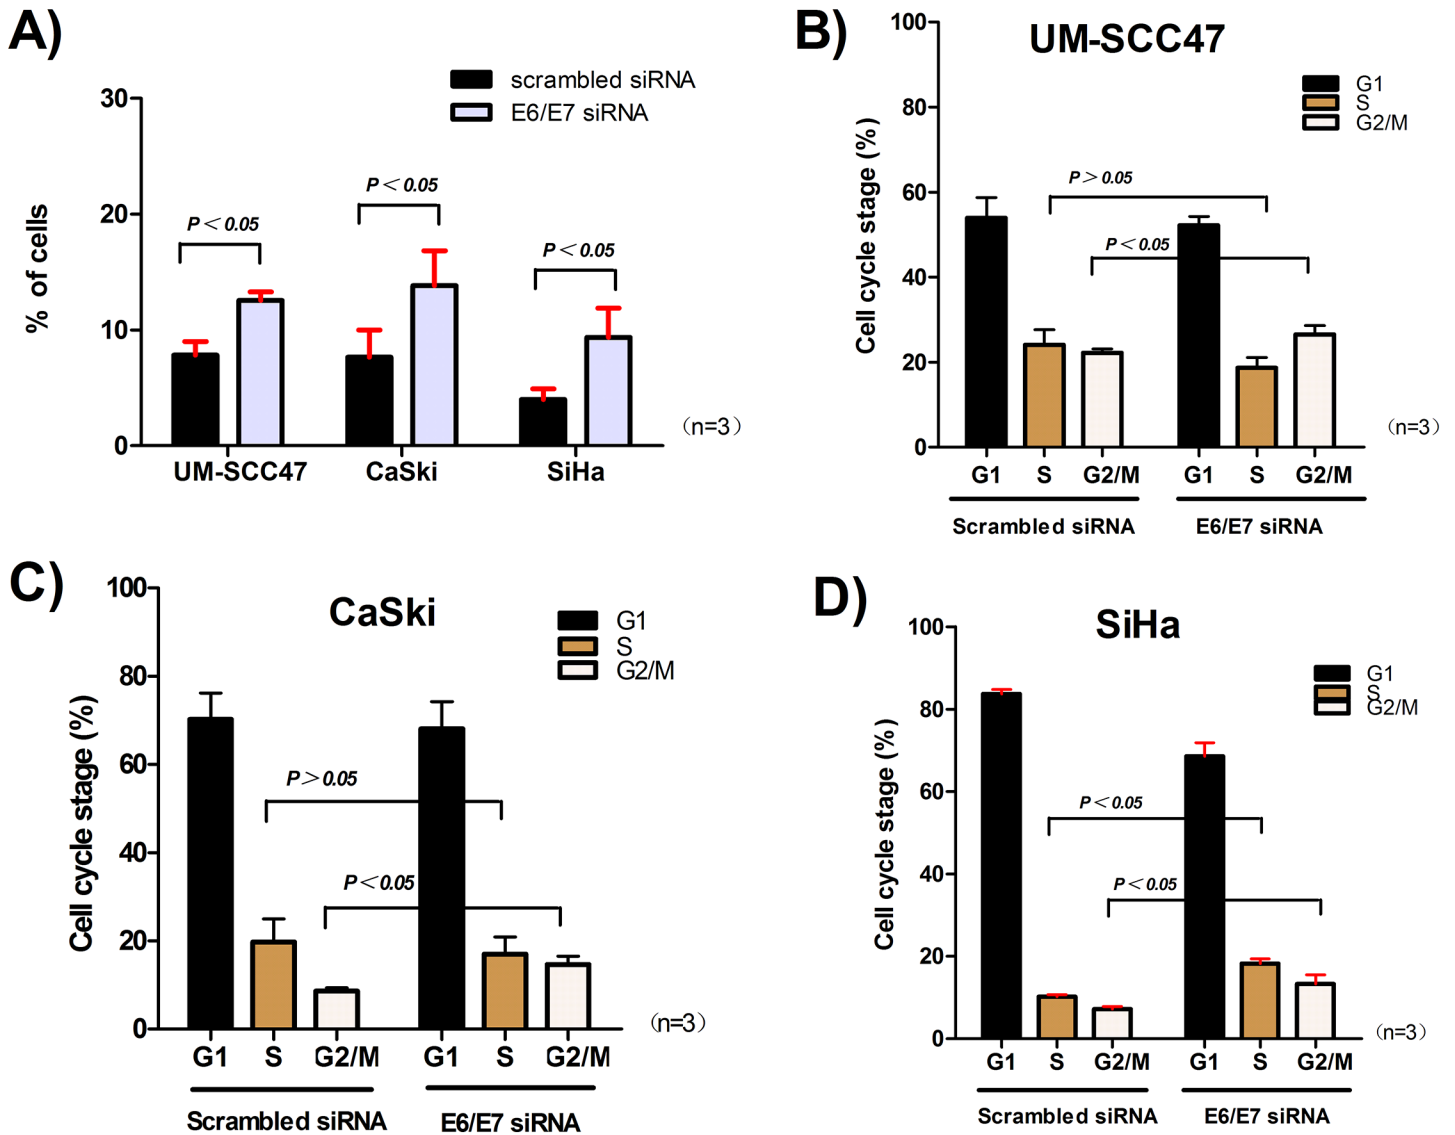 A)
scrambled siRNA
E6/E7 siRNA
30
20
10
0
% of cells
P < 0.05
P < 0.05
P < 0.05
UM-SCC47
CaSki
SiHa
(n=3)
B)
UM-SCC47
G1
S
G2/M
100
80
60
40
20
0
Cell cycle stage (%)
P > 0.05
P < 0.05
(n=3)
G1 S G2/M G1 S G2/M
Scrambled siRNA E6/E7 siRNA
C)
CaSki
G1
S
G2/M
100
80
60
40
20
0
Cell cycle stage (%)
P > 0.05
P < 0.05
(n=3)
G1 S G2/M G1 S G2/M
Scrambled siRNA E6/E7 siRNA
D)
SiHa
G1
S
G2/M
100
80
60
40
20
0
Cell cycle stage (%)
P < 0.05
P < 0.05
(n=3)
G1 S G2/M G1 S G2/M
Scrambled siRNA E6/E7 siRNA